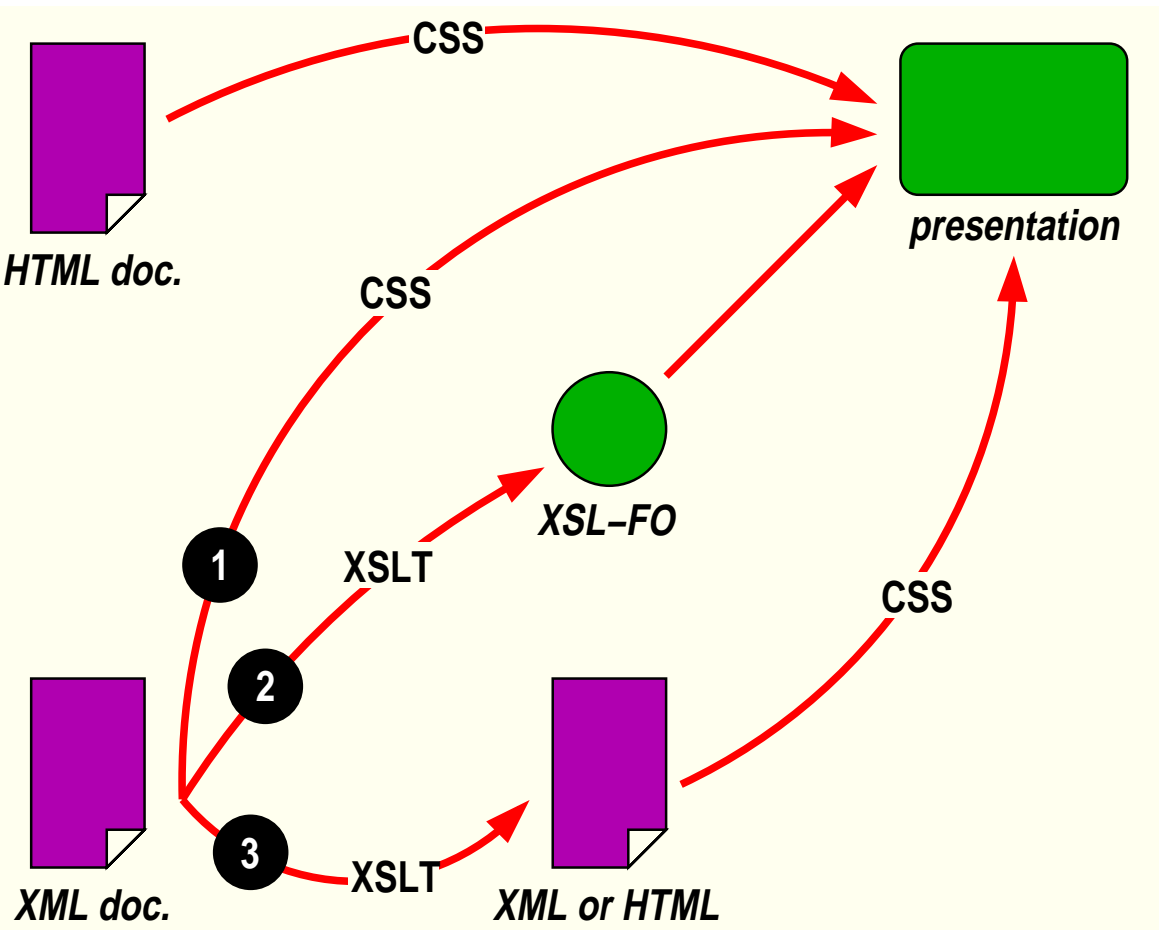 CSS
presentation
HTML doc.
CSS
XSL–FO
1
XSLT
CSS
2
3
XSLT
XML doc.
XML or HTML